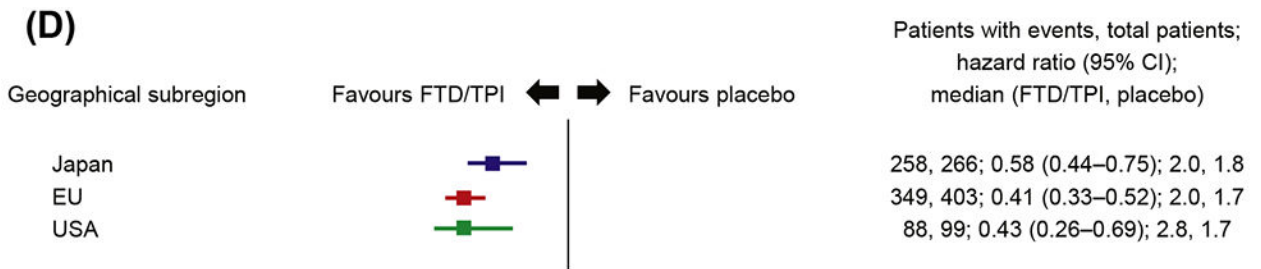 (D)
Patients with events, total patients;
hazard ratio (95% CI);
Geographical subregion Favours FTD/TPI Favours placebo median (FTD/TPI, placebo)
Japan 258, 266; 0.58 (0.44–0.75); 2.0, 1.8
EU 349, 403; 0.41 (0.33–0.52); 2.0, 1.7
USA 88, 99; 0.43 (0.26–0.69); 2.8, 1.7